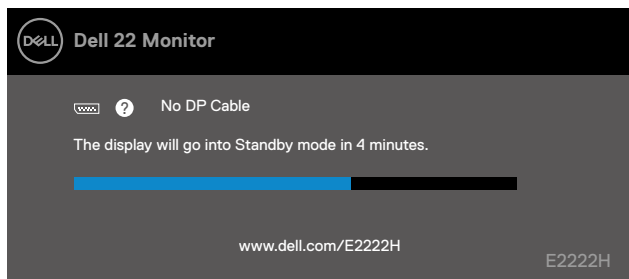 DELL Dell 22 Monitor
? No DP Cable
The display will go into Standby mode in 4 minutes.
www.dell.com/E2222H
E2222H